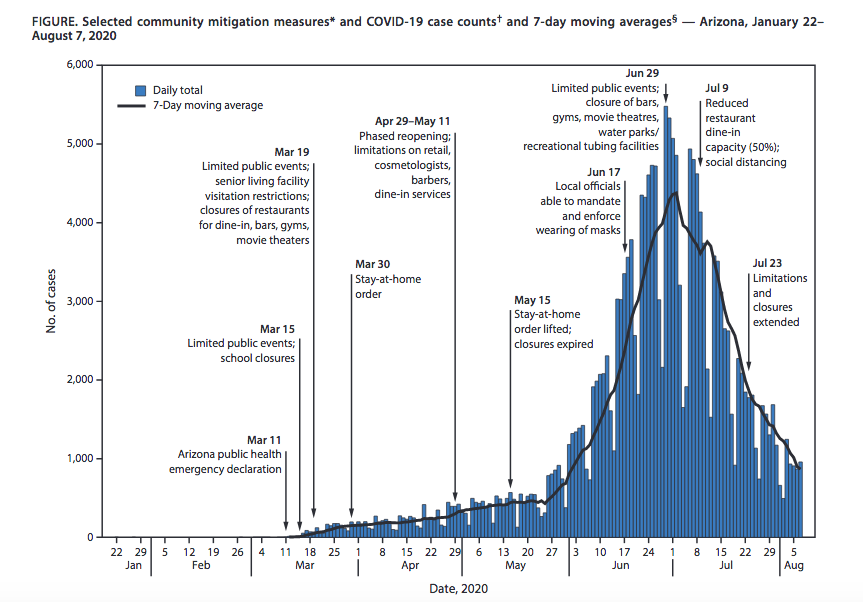 FIGURE. Selected community mitigation measures* and COVID-19 case counts† and 7-day moving averages§ — Arizona, January 22–
August 7, 2020
6,000
5,000
4,000
3,000
2,000
1,000
0
No. of cases
Daily total
7-Day moving average
Mar 11
Arizona public health
emergency declaration
Mar 15
Limited public events;
school closures
Mar 19
Limited public events;
senior living facility
visitation restrictions;
closures of restaurants
for dine-in, bars, gyms,
movie theaters
Mar 30
Stay-at-home
order
Apr 29–May 11
Phased reopening;
limitations on retail,
cosmetologists,
barbers,
dine-in services
May 15
Stay-at-home
order lifted;
closures expired
Jun 17
Local officials
able to mandate
and enforce
wearing of masks
Jun 29
Limited public events;
closure of bars,
gyms, movie theatres,
water parks/
recreational tubing facilities
Jul 9
Reduced
restaurant
dine-in
capacity (50%);
social distancing
Jul 23
Limitations
and
closures
extended
22 29 5 12 19 26 4 11 18 25 1 8 15 22 29 6 13 20 27 3 10 17 24 1 8 15 22 29 5
Jan Feb Mar Apr May Jun Jul Aug
Date, 2020